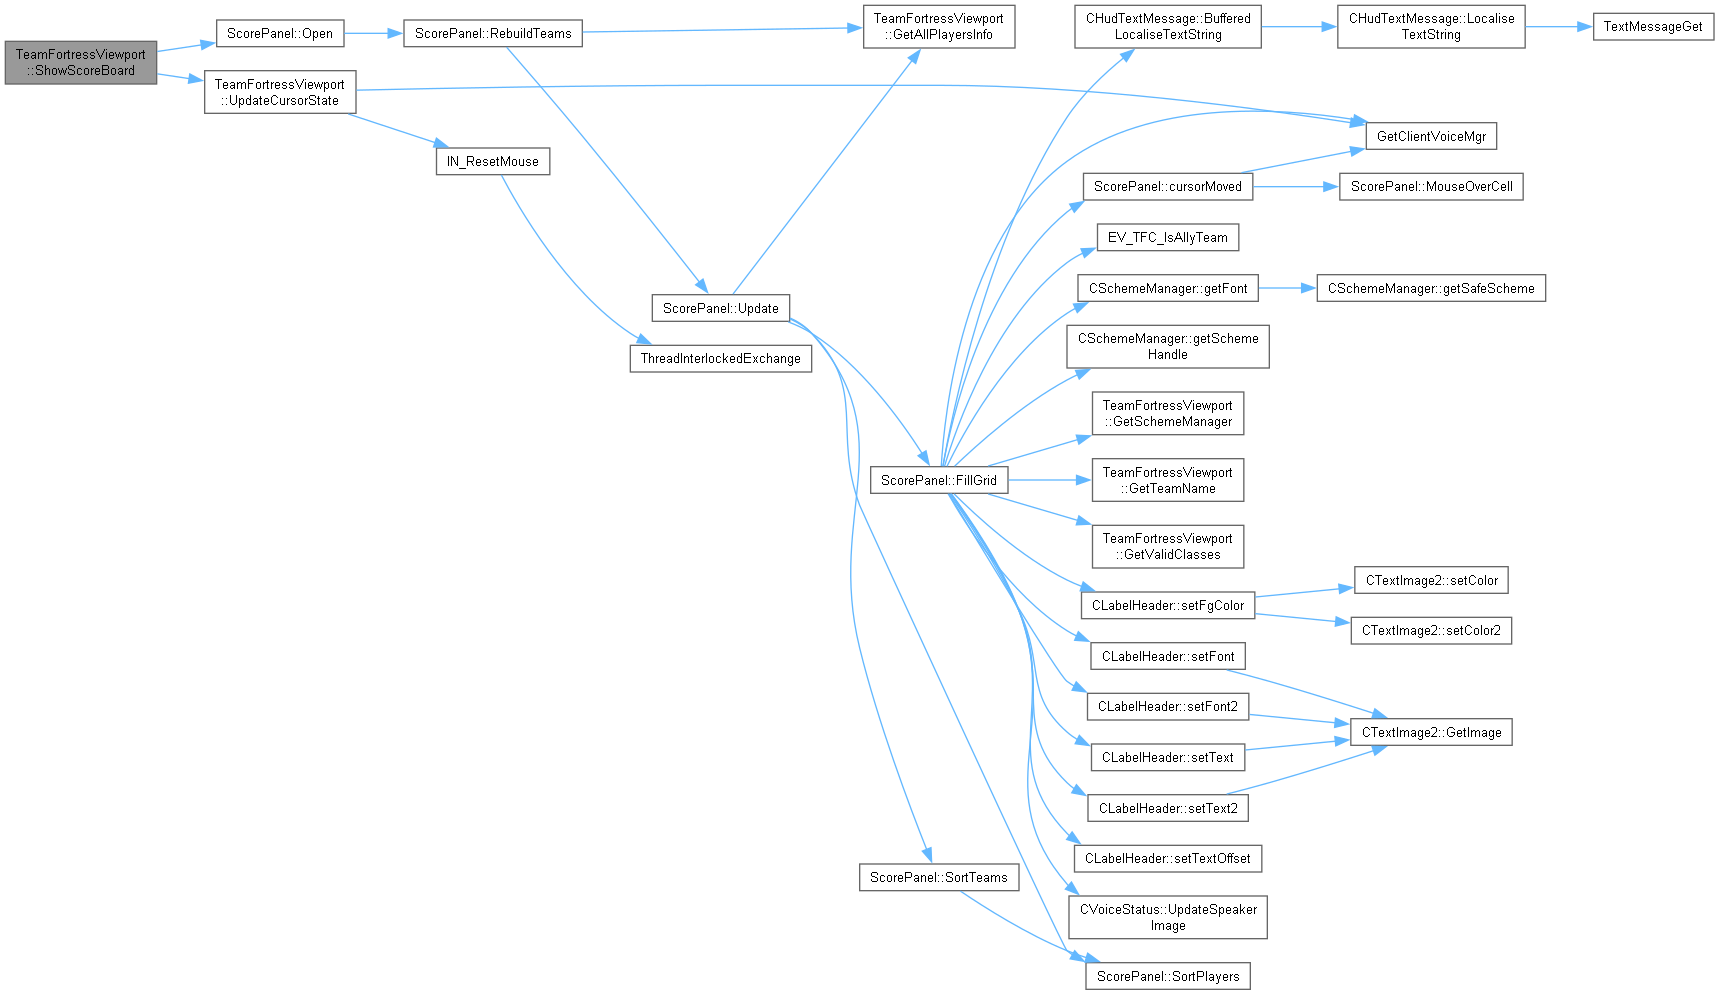 TeamFortressViewport
::ShowScoreBoard
ScorePanel::Open
ScorePanel::RebuildTeams
TeamFortressViewport
::GetAllPlayersInfo
TeamFortressViewport
::UpdateCursorState
IN_ResetMouse
ScorePanel::Update
ThreadInterlockedExchange
ScorePanel::FillGrid
ScorePanel::SortTeams
CHudTextMessage::Buffered
LocaliseTextString
CHudTextMessage::Localise
TextString
TextMessageGet
GetClientVoiceMgr
ScorePanel::cursorMoved
ScorePanel::MouseOverCell
EV_TFC_IsAllyTeam
CSchemeManager::getFont
CSchemeManager::getSafeScheme
CSchemeManager::getScheme
Handle
TeamFortressViewport
::GetSchemeManager
TeamFortressViewport
::GetTeamName
TeamFortressViewport
::GetValidClasses
CLabelHeader::setFgColor
CTextImage2::setColor
CTextImage2::setColor2
CLabelHeader::setFont
CLabelHeader::setFont2
CTextImage2::GetImage
CLabelHeader::setText
CLabelHeader::setText2
CLabelHeader::setTextOffset
CVoiceStatus::UpdateSpeaker
Image
ScorePanel::SortPlayers